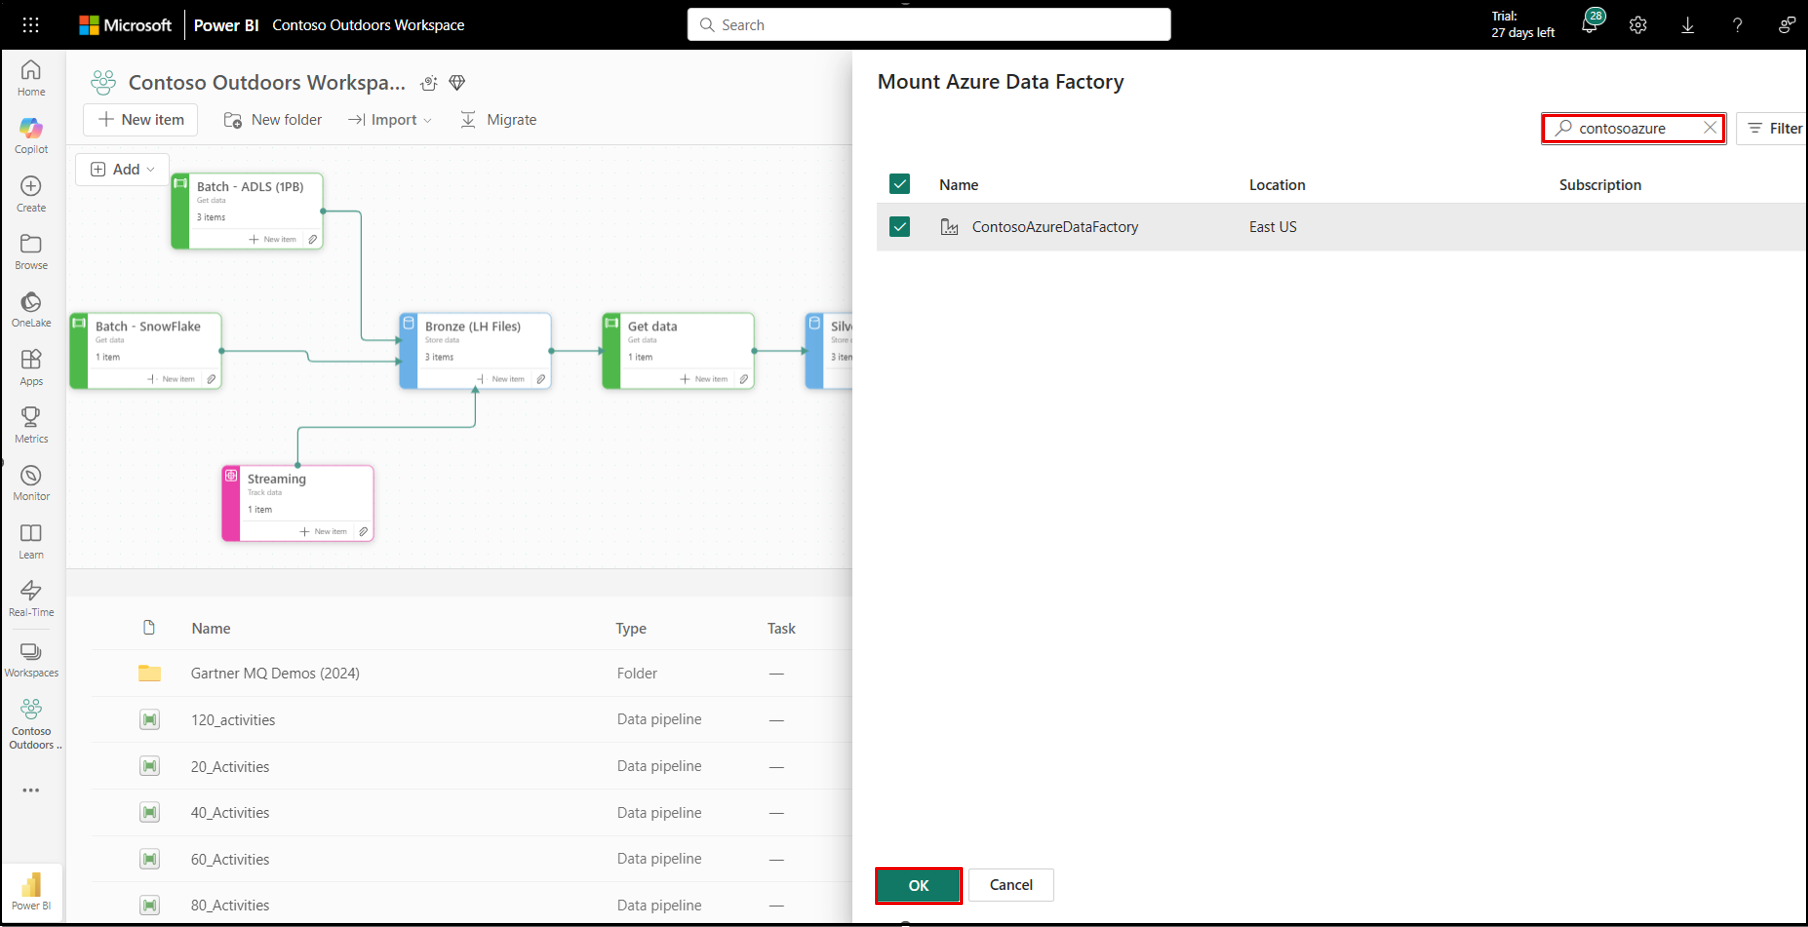 Microsoft Power BI Contoso Outdoors Workspace
Search
Trial:
27 days left
28
?
Home
Copilot
Create
Browse
OneLake
Apps
Metrics
Monitor
Learn
Real-Time
Workspaces
Contoso
Outdoors ..
Power BI
Contoso Outdoors Workspa...
New item New folder Import Migrate
Add
Batch - ADLS (1PB)
Get data
3 items
New item
Batch - SnowFlake
Get data
1 item
New item
Bronze (LH Files)
Store data
3 items
New item
Get data
Get data
1 item
New item
Silve
Store
3 iten
Streaming
Track data
1 item
New item
Name Type Task
Gartner MQ Demos (2024) Folder —
120_activities Data pipeline —
20_Activities Data pipeline —
40_Activities Data pipeline —
60_Activities Data pipeline —
80_Activities Data pipeline —
Mount Azure Data Factory
contosoazure
Filter
Name Location Subscription
ContosoAzureDataFactory East US
OK Cancel